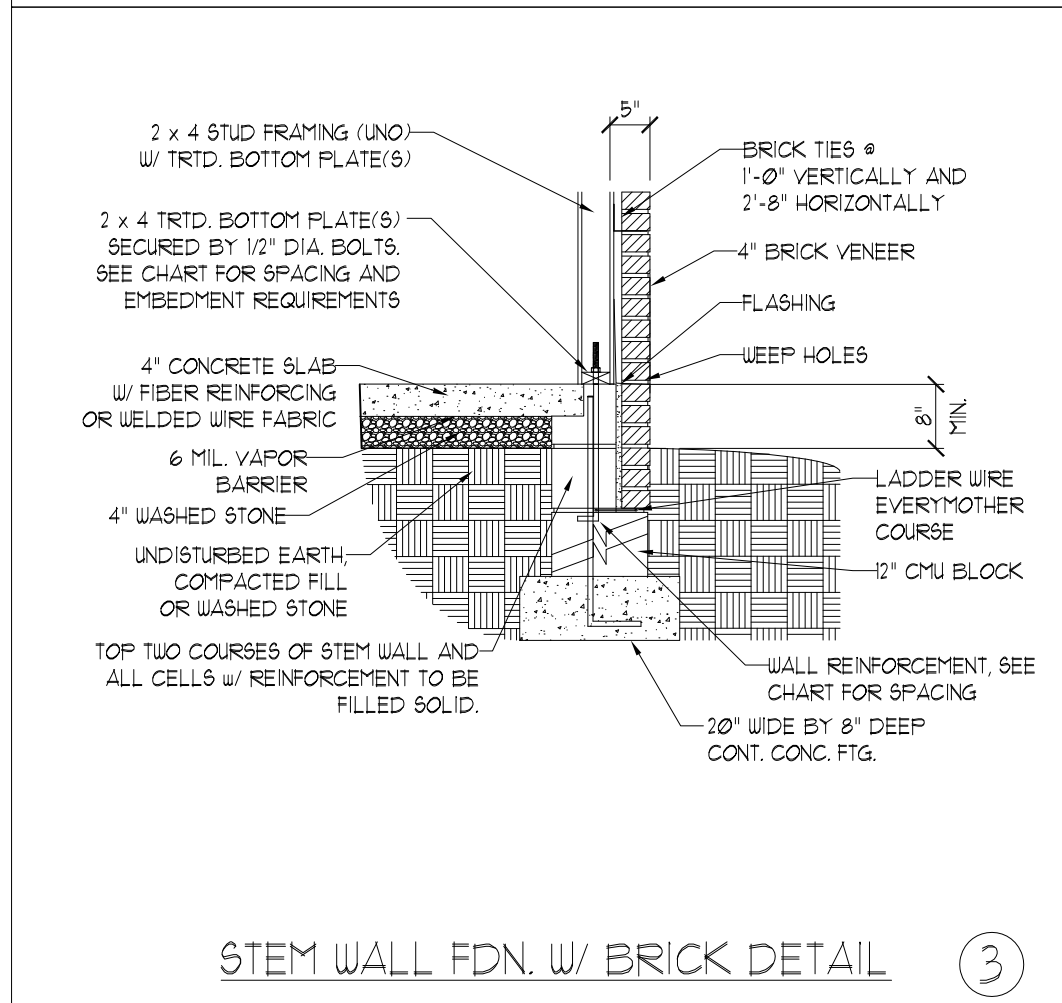 5"
2 x 4 STUD FRAMING (UNO)
W/ TRTD. BOTTOM PLATE(S)
2 x 4 TRTD. BOTTOM PLATE(S)
SECURED BY 1/2" DIA. BOLTS.
SEE CHART FOR SPACING AND
EMBEDMENT REQUIREMENTS
4" CONCRETE SLAB
W/ FIBER REINFORCING
OR WELDED WIRE FABRIC
6 MIL. VAPOR
BARRIER
4" WASHED STONE
UNDISTURBED EARTH,
COMPACTED FILL
OR WASHED STONE
TOP TWO COURSES OF STEM WALL AND
ALL CELLS w/ REINFORCEMENT TO BE
FILLED SOLID.
BRICK TIES @
1'-0" VERTICALLY AND
2'-8" HORIZONTALLY
4" BRICK VENEER
FLASHING
WEEP HOLES
8"
MIN.
LADDER WIRE
EVERYMOTHER
COURSE
12" CMU BLOCK
WALL REINFORCEMENT, SEE
CHART FOR SPACING
20" WIDE BY 8" DEEP
CONT. CONC. FTG.
STEM WALL FDN. W/ BRICK DETAIL
3